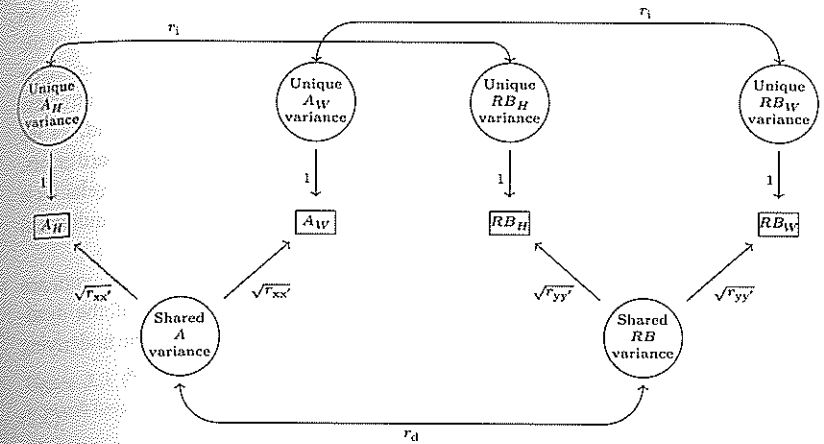 r_i
r_i
Unique
A_H
variance
Unique
A_W
variance
Unique
RB_H
variance
Unique
RB_W
variance
1
1
1
1
A_H
A_W
RB_H
RB_W
√r_xx′
√r_xx′
√r_yy′
√r_yy′
Shared
A
variance
Shared
RB
variance
r_d